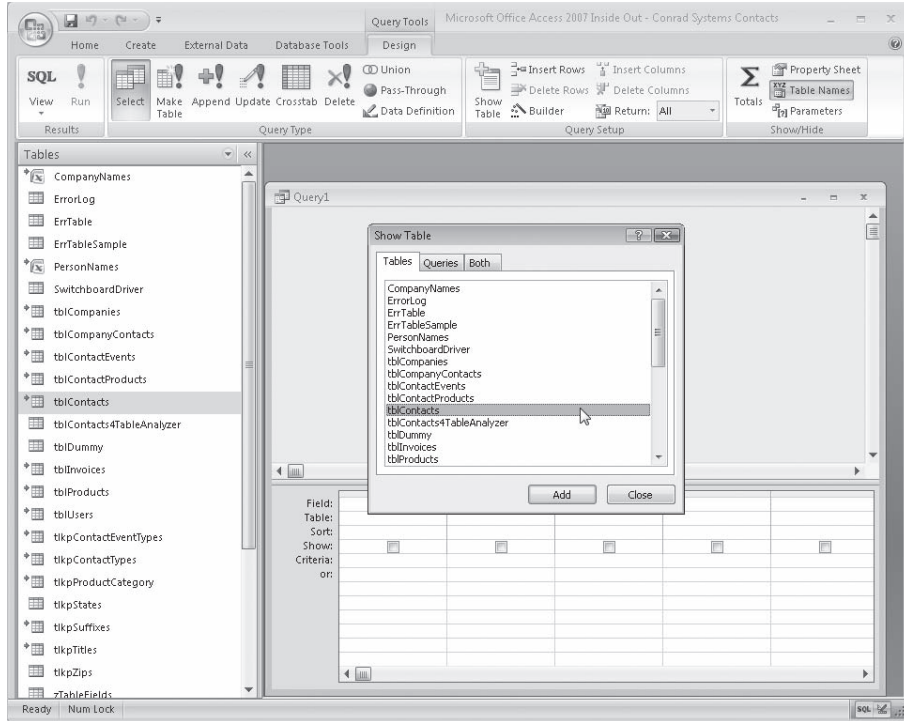 Query Tools
Microsoft Office Access 2007 Inside Out - Conrad Systems Contacts
Home
Create
External Data
Database Tools
Design
SQL
View
Run
Results
Select
Make Table
Append
Update
Crosstab
Delete
Union
Pass-Through
Data Definition
Query Type
Show Table
Insert Rows
Delete Rows
Builder
Insert Columns
Delete Columns
Return: All
Query Setup
Σ
Totals
Property Sheet
XYZ Table Names
Parameters
Show/Hide
Tables
CompanyNames
ErrorLog
ErrTable
ErrTableSample
PersonNames
SwitchboardDriver
tblCompanies
tblCompanyContacts
tblContactEvents
tblContactProducts
tblContacts
tblContacts4TableAnalyzer
tblDummy
tblInvoices
tblProducts
tblUsers
tlkpContactEventTypes
tlkpContactTypes
tlkpProductCategory
tlkpStates
tlkpSuffixes
tlkpTitles
tlkpZips
zTableFields
Query1
Show Table
Tables
Queries
Both
CompanyNames
ErrorLog
ErrTable
ErrTableSample
PersonNames
SwitchboardDriver
tblCompanies
tblCompanyContacts
tblContactEvents
tblContactProducts
tblContacts
tblContacts4TableAnalyzer
tblDummy
tblInvoices
tblProducts
Add
Close
Field:
Table:
Sort:
Show:
Criteria:
or:
Ready
Num Lock
SQL